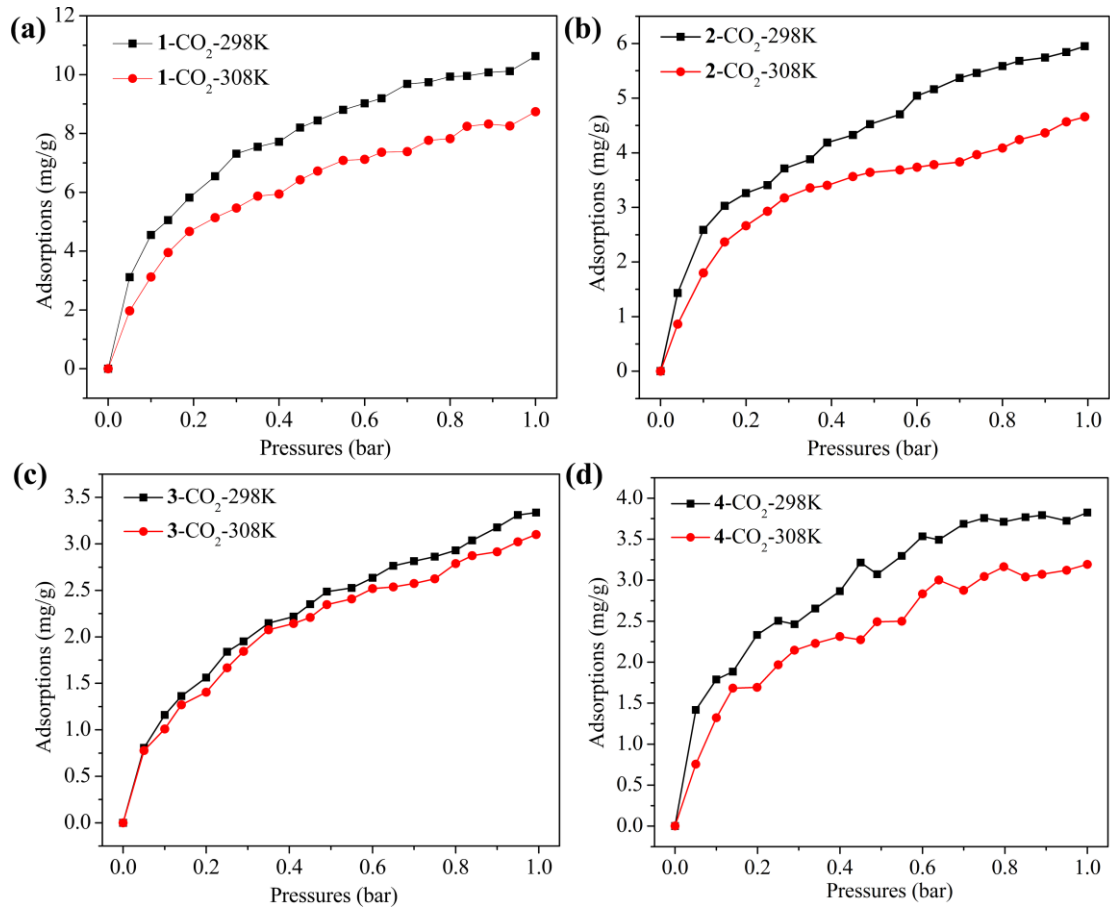 (a)
1-CO2-298K
1-CO2-308K
12
10
8
6
4
2
0
Adsorptions (mg/g)
0.0 0.2 0.4 0.6 0.8 1.0
Pressures (bar)
(b)
2-CO2-298K
2-CO2-308K
6
5
4
3
2
1
0
Adsorptions (mg/g)
0.0 0.2 0.4 0.6 0.8 1.0
Pressures (bar)
(c)
3-CO2-298K
3-CO2-308K
3.5
3.0
2.5
2.0
1.5
1.0
0.5
0.0
Adsorptions (mg/g)
0.0 0.2 0.4 0.6 0.8 1.0
Pressures (bar)
(d)
4-CO2-298K
4-CO2-308K
4.0
3.5
3.0
2.5
2.0
1.5
1.0
0.5
0.0
Adsorptions (mg/g)
0.0 0.2 0.4 0.6 0.8 1.0
Pressures (bar)